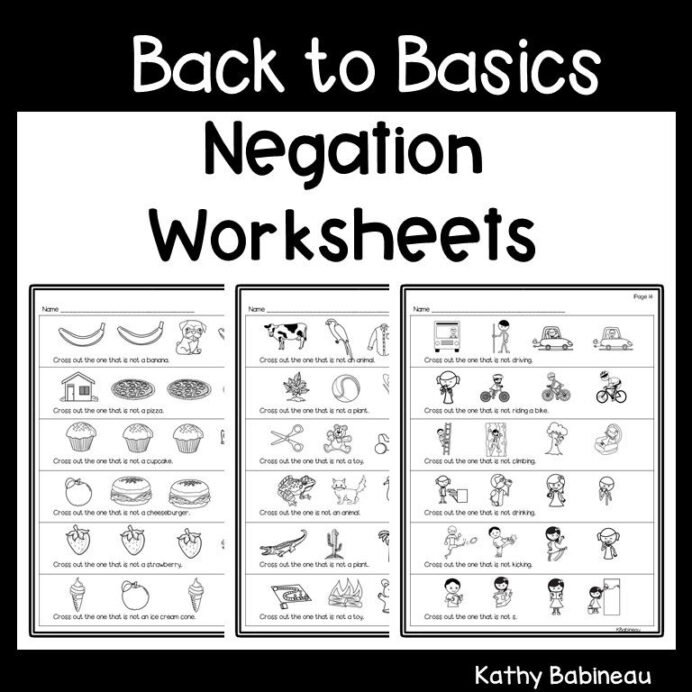 Back to Basics
Negation
Worksheets
Name
Cross out the one that is not a banana.
Cross out the one that is not a pizza.
Cross out the one that is not a cupcake.
Cross out the one that is not a cheeseburger.
Cross out the one that is not a strawberry.
Cross out the one that is not an ice cream cone.
Name
Cross out the one that is not an animal.
Cross out the one that is not a plant.
Cross out the one that is not a toy.
Cross out the one is not an animal.
Cross out the one that is not a plant.
Cross out the one that is not a toy.
Page 14
Name
Cross out the one that is not driving.
Cross out the one that is not riding a bike.
Cross out the one that is not climbing.
Cross out the one that is not drinking.
Cross out the one that is not kicking.
Cross out the one that is not s.
KBabineau
Kathy Babineau